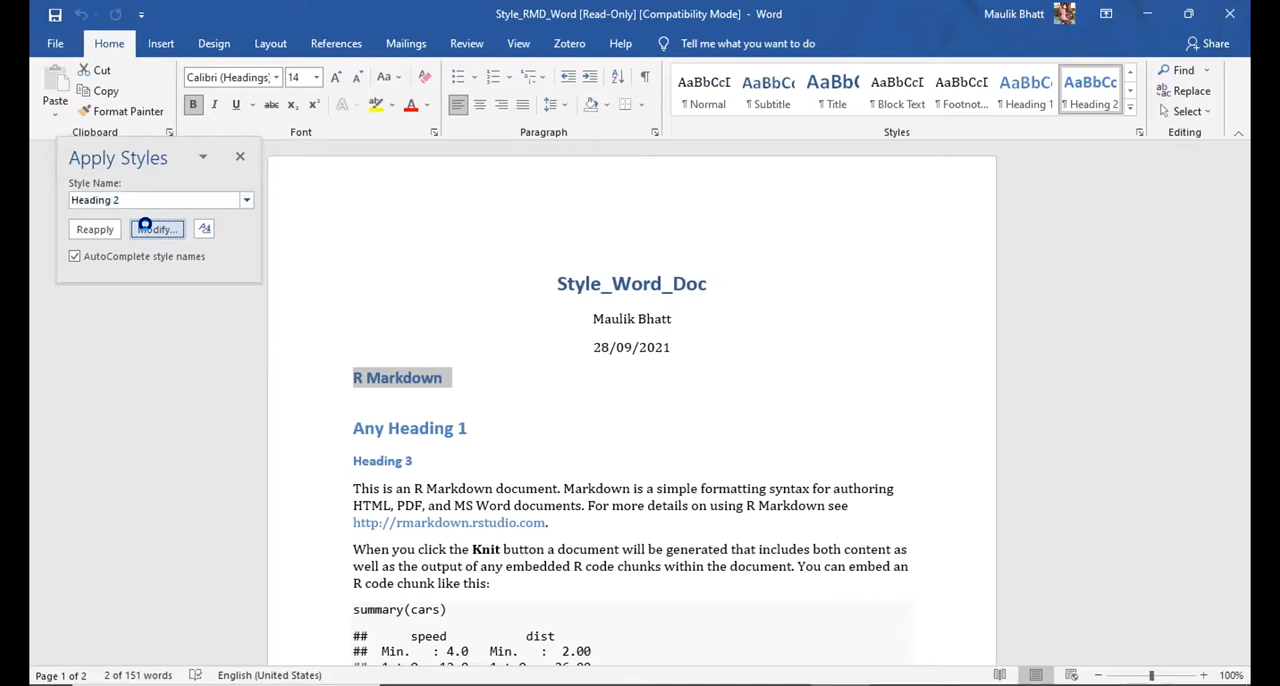 Style_RMD_Word [Read-Only] [Compatibility Mode] - Word
Maulik Bhatt
File Home Insert Design Layout References Mailings Review View Zotero Help Tell me what you want to do Share
Cut
Copy
Paste
Format Painter
Clipboard
Calibri (Headings) 14
Aa
B I U abc x₂ x²
Font
Paragraph
AaBbCcI AaBbCc AaBbC AaBbCcI AaBbCcI AaBbC AaBbCc
¶ Normal ¶ Subtitle ¶ Title ¶ Block Text ¶ Footnot... ¶ Heading 1 ¶ Heading 2
Styles
Find
Replace
Select
Editing
Apply Styles
Style Name:
Heading 2
Reapply Modify...
AutoComplete style names
Style_Word_Doc
Maulik Bhatt
28/09/2021
R Markdown
Any Heading 1
Heading 3
This is an R Markdown document. Markdown is a simple formatting syntax for authoring
HTML, PDF, and MS Word documents. For more details on using R Markdown see
http://rmarkdown.rstudio.com.
When you click the Knit button a document will be generated that includes both content as
well as the output of any embedded R code chunks within the document. You can embed an
R code chunk like this:
summary(cars)
## speed dist
## Min. : 4.0 Min. : 2.00
Page 1 of 2 2 of 151 words English (United States) 100%